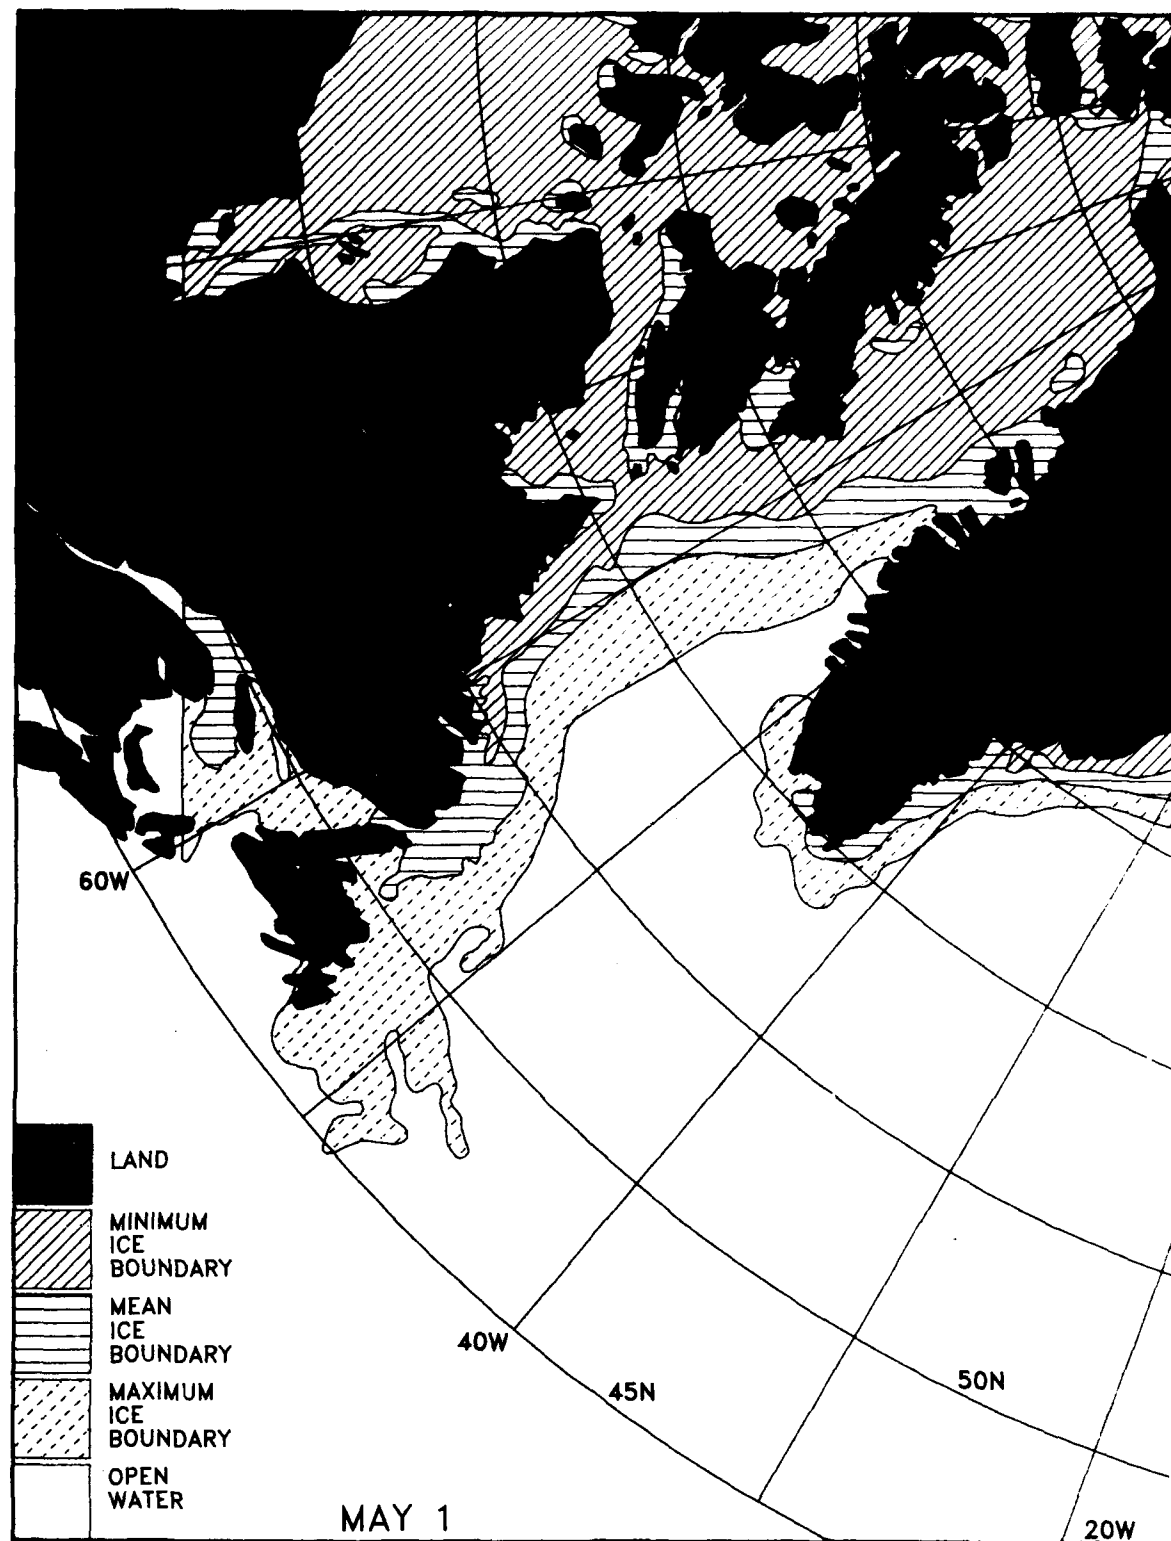 60W
LAND
MINIMUM
ICE
BOUNDARY
MEAN
ICE
BOUNDARY
40W
45N
50N
MAXIMUM
ICE
BOUNDARY
OPEN
WATER
MAY 1
20W